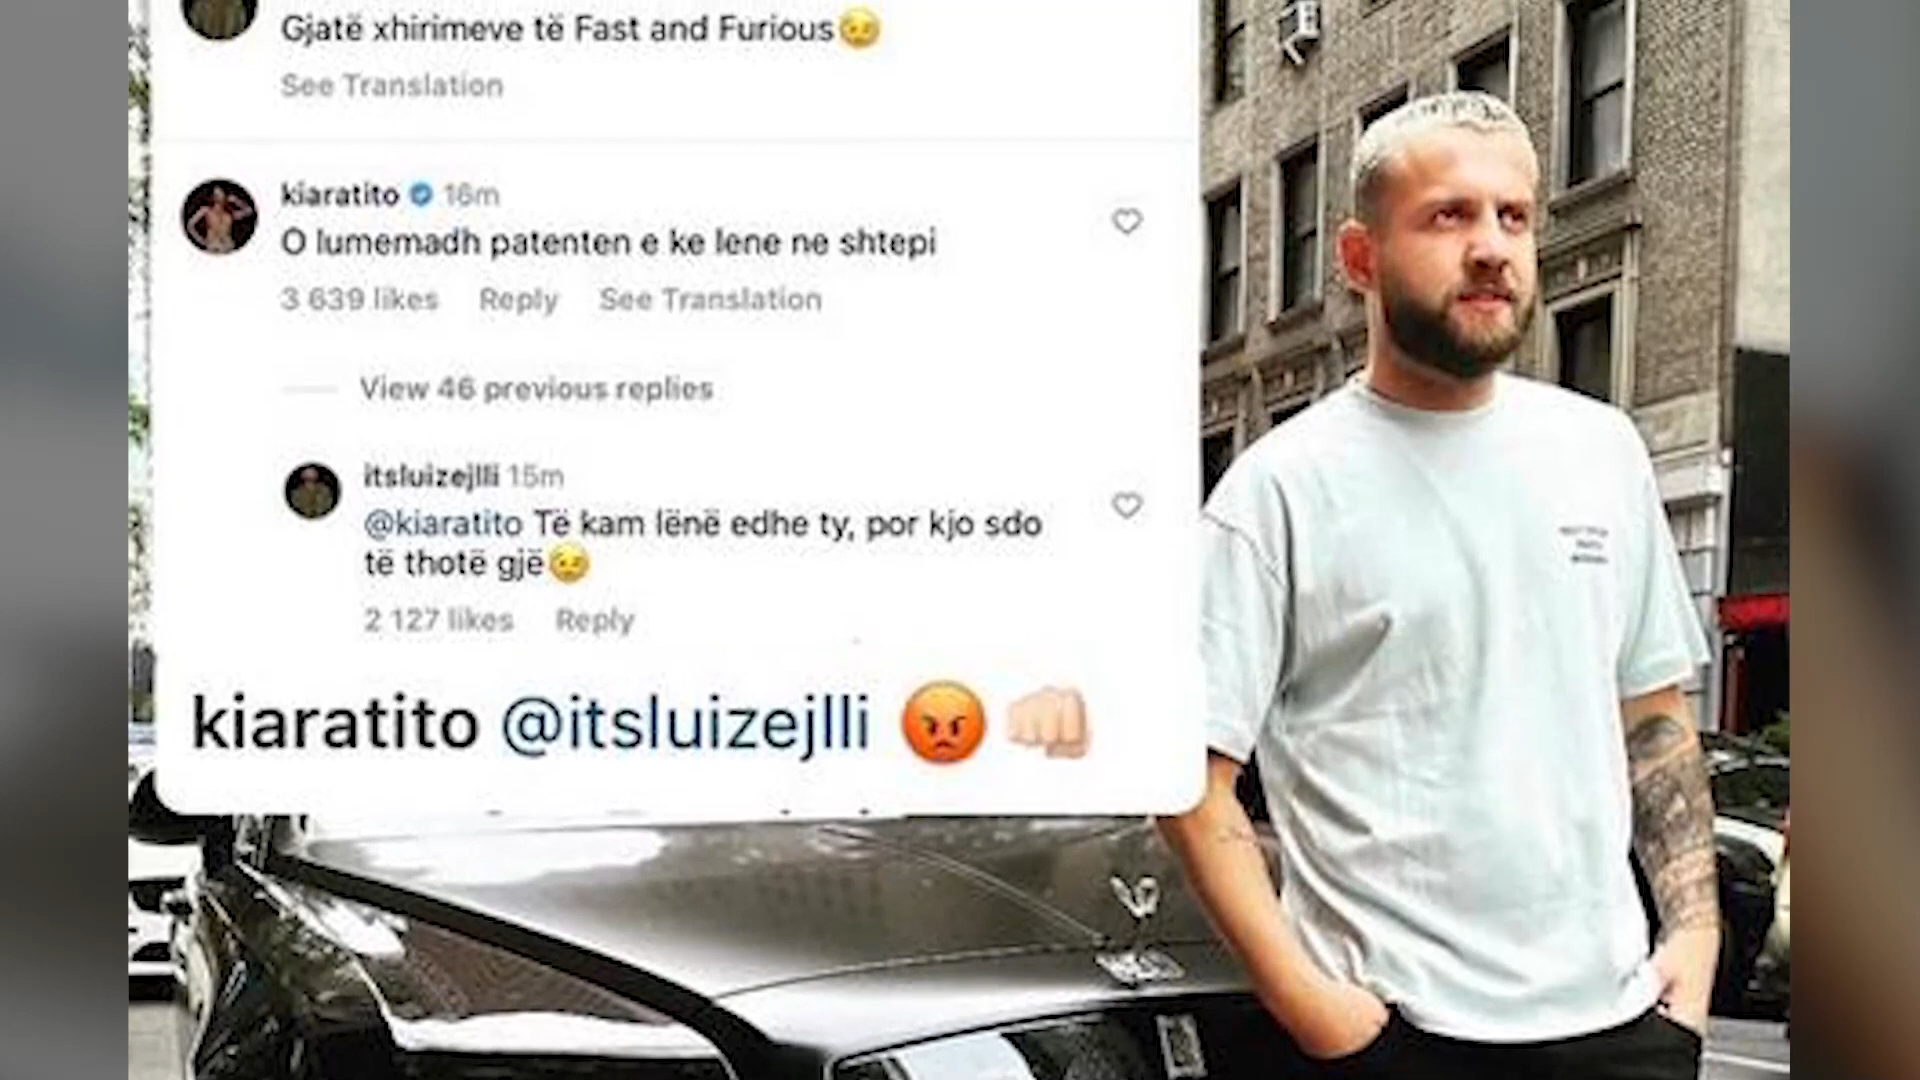 Gjatë xhirimeve të Fast and Furious😉
See Translation
kiaratito 16m
O lumemadh patenten e ke lene ne shtepi
3 639 likes Reply See Translation
View 46 previous replies
itsluizejlli 15m
@kiaratito Të kam lënë edhe ty, por kjo sdo
të thotë gjë😉
2 127 likes Reply
kiaratito @itsluizejlli 😡👊🏻